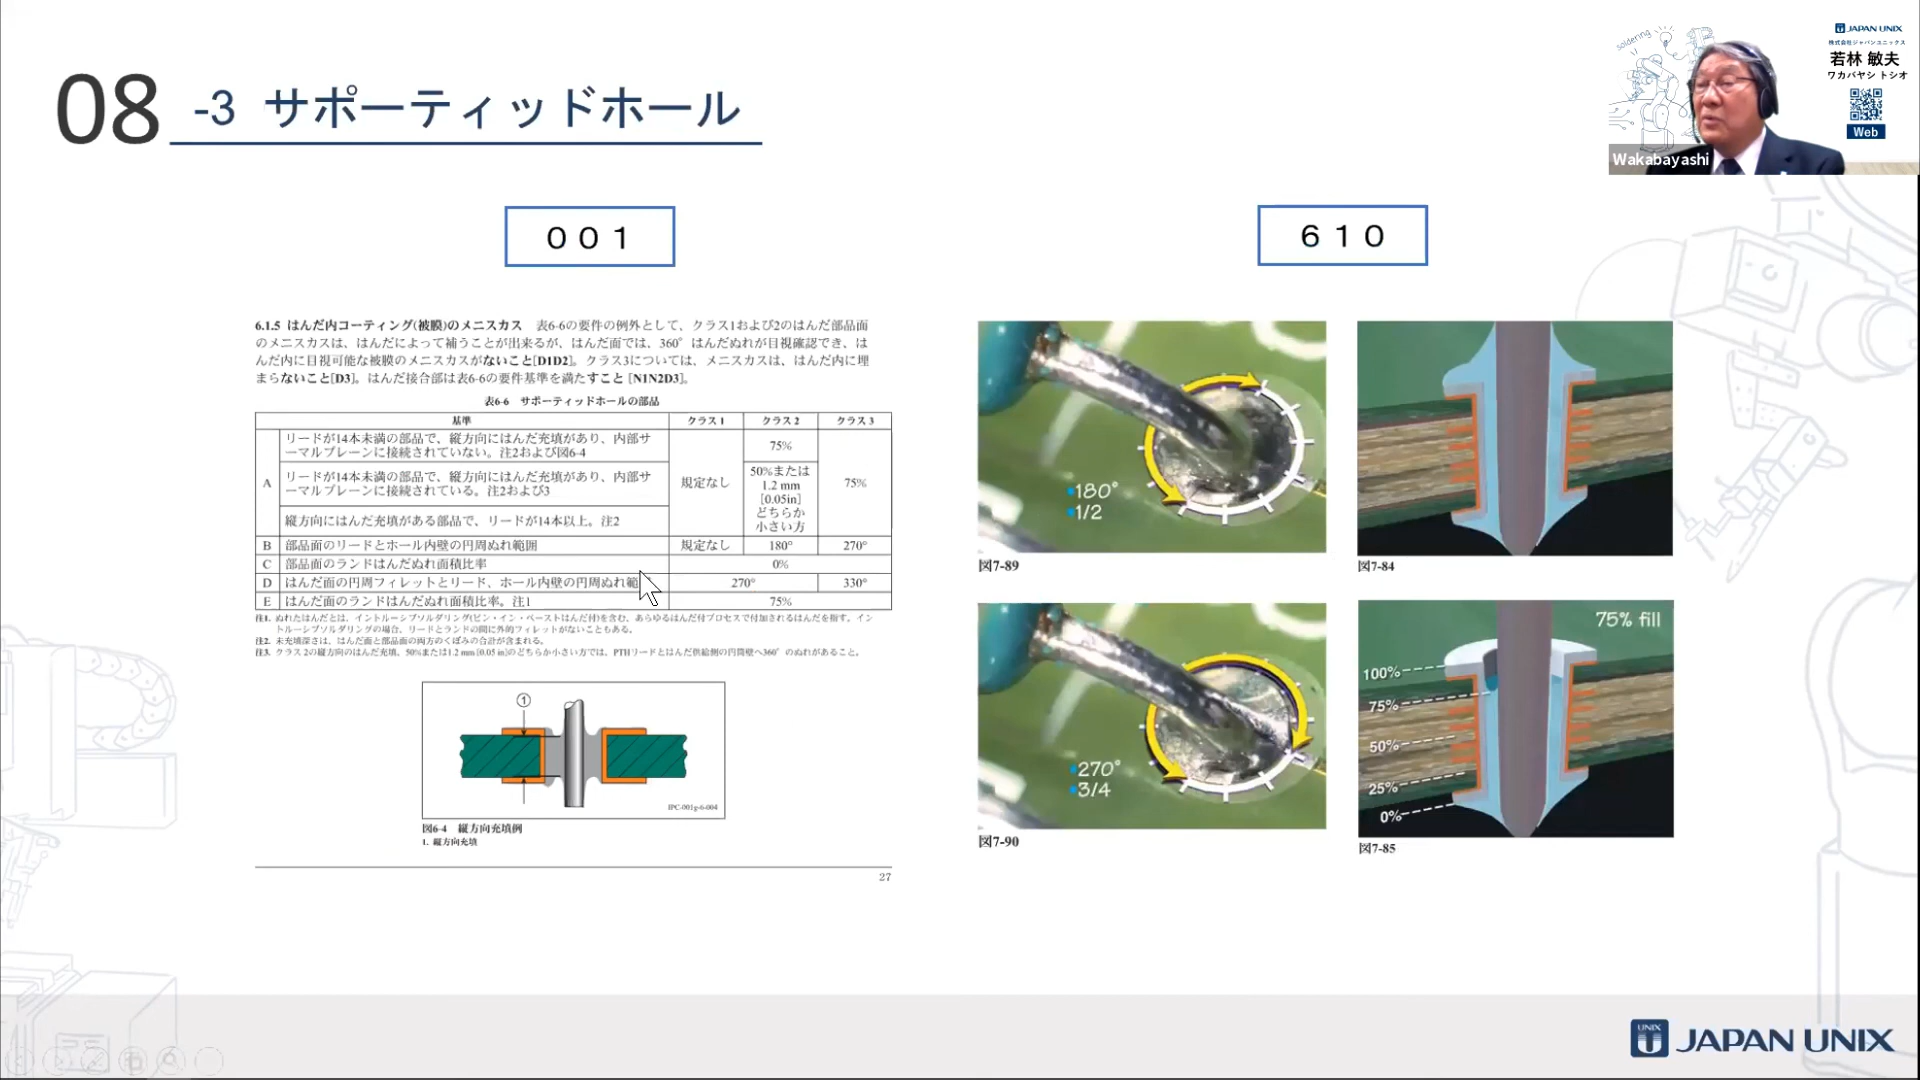 08 -3 サポーティッドホール
soldering
JAPAN UNIX
株式会社ジャパンユニックス
若林 敏夫
ワカバヤシ トシオ
Web
Wakabayashi
001
610
6.1.5 はんだ内コーティング(被膜)のメニスカス 表6-6の要件の例外として、クラス1および2のはんだ部品面
のメニスカスは、はんだによって補うことが出来るが、はんだ面では、360°はんだぬれが目視確認でき、は
んだ内に目視可能な被膜のメニスカスがないこと[D1D2]。クラス3については、メニスカスは、はんだ内に埋
まらないこと[D3]。はんだ接合部は表6-6の要件基準を満たすこと [N1N2D3]。
表6-6 サポーティッドホールの部品
基準 クラス 1 クラス 2 クラス 3
A リードが14本未満の部品で、縦方向にはんだ充填があり、内部サ
ーマルプレーンに接続されていない。注2および図6-4
規定なし 75% 75%
リードが14本未満の部品で、縦方向にはんだ充填があり、内部サ
ーマルプレーンに接続されている。注2および3
50%または
1.2 mm
[0.05in]
どちらか
小さい方
縦方向にはんだ充填がある部品で、リードが14本以上。注2
B 部品面のリードとホール内壁の円周ぬれ範囲 規定なし 180° 270°
C 部品面のランドはんだぬれ面積比率 0%
D はんだ面の円周フィレットとリード、ホール内壁の円周ぬれ範 270° 330°
E はんだ面のランドはんだぬれ面積比率。注1 75%
注1. ぬれたはんだとは、イントルーシブソルダリング(ピン・イン・ペーストはんだ付)を含む、あらゆるはんだ付プロセスで付加されるはんだを指す。イン
トルーシブソルダリングの場合、リードとランドの間に外的フィレットがないこともある。
注2. 未充填深さは、はんだ面と部品面の両方のくぼみの合計が含まれる。
注3. クラス 2の縦方向のはんだ充填、50%または1.2 mm [0.05 in]のどちらか小さい方では、PTHリードとはんだ供給側の円筒壁へ360°のぬれがあること。
①
IPC-001g-6-004
図6-4 縦方向充填例
1. 縦方向充填
27
180°
1/2
図7-89
図7-84
270°
3/4
図7-90
75% fill
100%
75%
50%
25%
0%
図7-85
UNIX
JAPAN UNIX